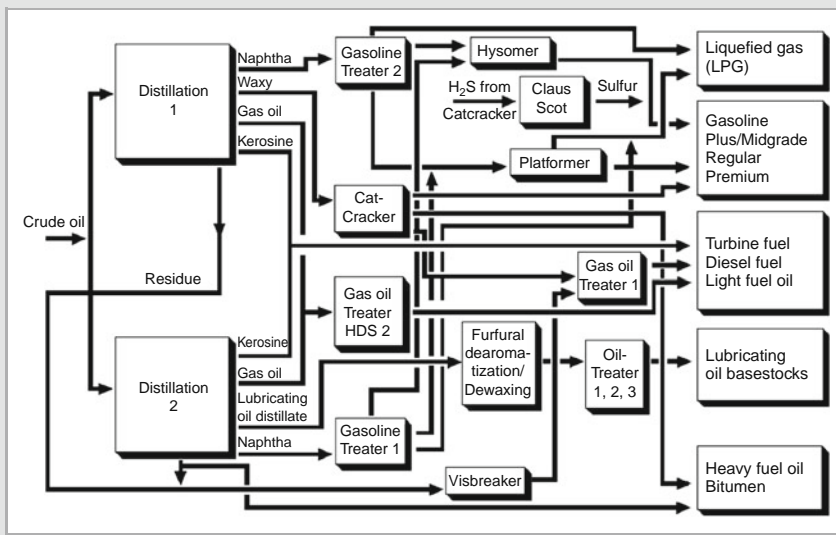 Crude oil
Distillation
1
Naphtha
Waxy
Gas oil
Kerosine
Residue
Distillation
2
Kerosine
Gas oil
Lubricating
oil distillate
Naphtha
Gasoline
Treater 2
Hysomer
H2S from
Catcracker
Claus
Scot
Sulfur
Platformer
Cat-
Cracker
Gas oil
Treater
HDS 2
Gas oil
Treater 1
Furfural
dearoma-
tization/
Dewaxing
Oil-
Treater
1, 2, 3
Gasoline
Treater 1
Visbreaker
Liquefied gas
(LPG)
Gasoline
Plus/Midgrade
Regular
Premium
Turbine fuel
Diesel fuel
Light fuel oil
Lubricating
oil basestocks
Heavy fuel oil
Bitumen